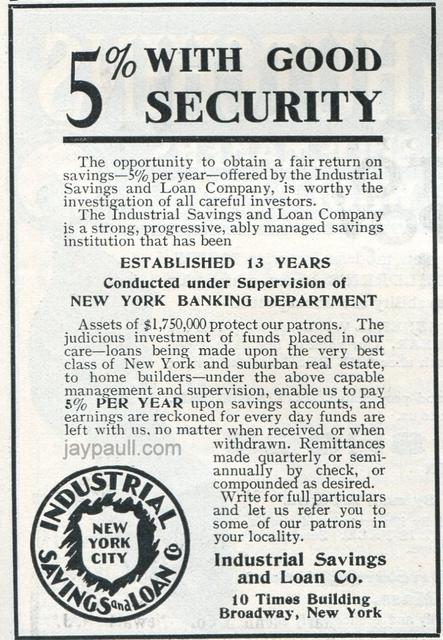 5% WITH GOOD
SECURITY
The opportunity to obtain a fair return on
savings—5% per year—offered by the Industrial
Savings and Loan Company, is worthy the
investigation of all careful investors.
The Industrial Savings and Loan Company
is a strong, progressive, ably managed savings
institution that has been
ESTABLISHED 13 YEARS
Conducted under Supervision of
NEW YORK BANKING DEPARTMENT
Assets of $1,750,000 protect our patrons. The
judicious investment of funds placed in our
care—loans being made upon the very best
class of New York and suburban real estate,
to home builders—under the above capable
management and supervision, enable us to pay
5% PER YEAR upon savings accounts, and
earnings are reckoned for every day funds are
left with us, no matter when received or when
withdrawn. Remittances
made quarterly or semi-
annually by check, or
compounded as desired.
Write for full particulars
and let us refer you to
some of our patrons in
your locality.
jaypaull.com
INDUSTRIAL
SAVINGS and LOAN Co
NEW
YORK
CITY
Industrial Savings
and Loan Co.
10 Times Building
Broadway, New York